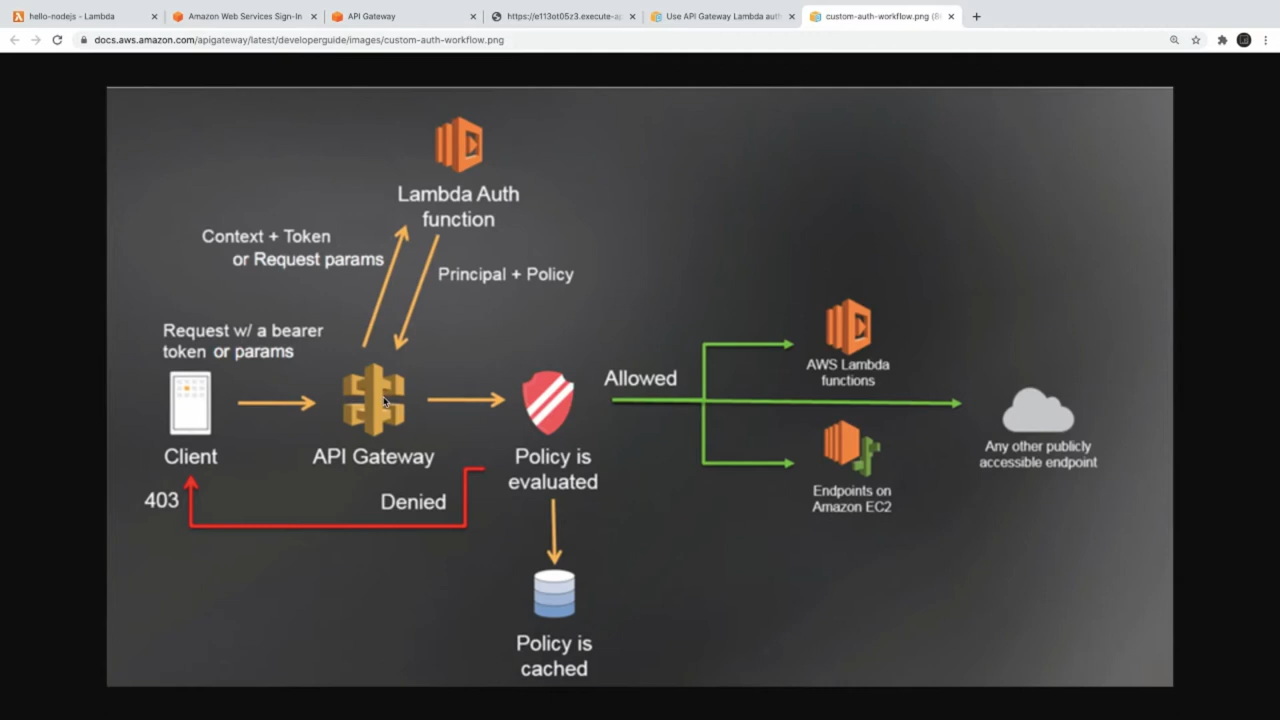 hello-nodejs - Lambda
Amazon Web Services Sign-In
API Gateway
https://e113ot05z3.execute-ap
Use API Gateway Lambda auth
custom-auth-workflow.png (8
docs.aws.amazon.com/apigateway/latest/developerguide/images/custom-auth-workflow.png
Lambda Auth
function
Context + Token
or Request params
Principal + Policy
Request w/ a bearer
token or params
Client
API Gateway
Policy is
evaluated
Allowed
AWS Lambda
functions
Endpoints on
Amazon EC2
Any other publicly
accessible endpoint
403
Denied
Policy is
cached